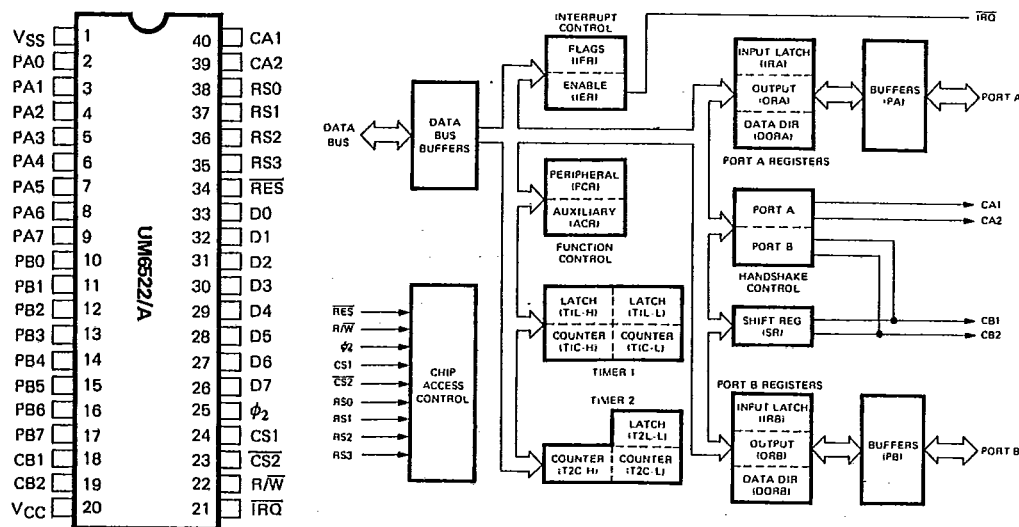 VSS 1 40 CA1
PA0 2 39 CA2
PA1 3 38 RS0
PA2 4 37 RS1
PA3 5 36 RS2
PA4 6 35 RS3
PA5 7 34 RES
PA6 8 33 D0
PA7 9 32 D1
PB0 10 31 D2
PB1 11 30 D3
PB2 12 29 D4
PB3 13 28 D5
PB4 14 27 D6
PB5 15 26 D7
PB6 16 25 ϕ2
PB7 17 24 CS1
CB1 18 23 CS2
CB2 19 22 R/W
VCC 20 21 IRQ
UM6522/A
INTERRUPT
CONTROL
FLAGS
(IFR)
ENABLE
(IER)
IRQ
DATA
BUS
DATA
BUS
BUFFERS
INPUT LATCH
(IRA)
OUTPUT
(ORA)
DATA DIR
(DDRA)
PORT A REGISTERS
BUFFERS
(PA)
PORT A
PERIPHERAL
(PCR)
AUXILIARY
(ACR)
FUNCTION
CONTROL
PORT A
PORT B
HANDSHAKE
CONTROL
CA1
CA2
RES
R/W
ϕ2
CS1
CS2
RS0
RS1
RS2
RS3
CHIP
ACCESS
CONTROL
LATCH
(T1L-H)
LATCH
(T1L-L)
COUNTER
(T1C-H)
COUNTER
(T1C-L)
TIMER 1
SHIFT REG
(SR)
CB1
CB2
TIMER 2
LATCH
(T2L-L)
COUNTER
(T2C-H)
COUNTER
(T2C-L)
PORT B REGISTERS
INPUT LATCH
(IRB)
OUTPUT
(ORB)
DATA DIR
(DDRB)
BUFFERS
(PB)
PORT B